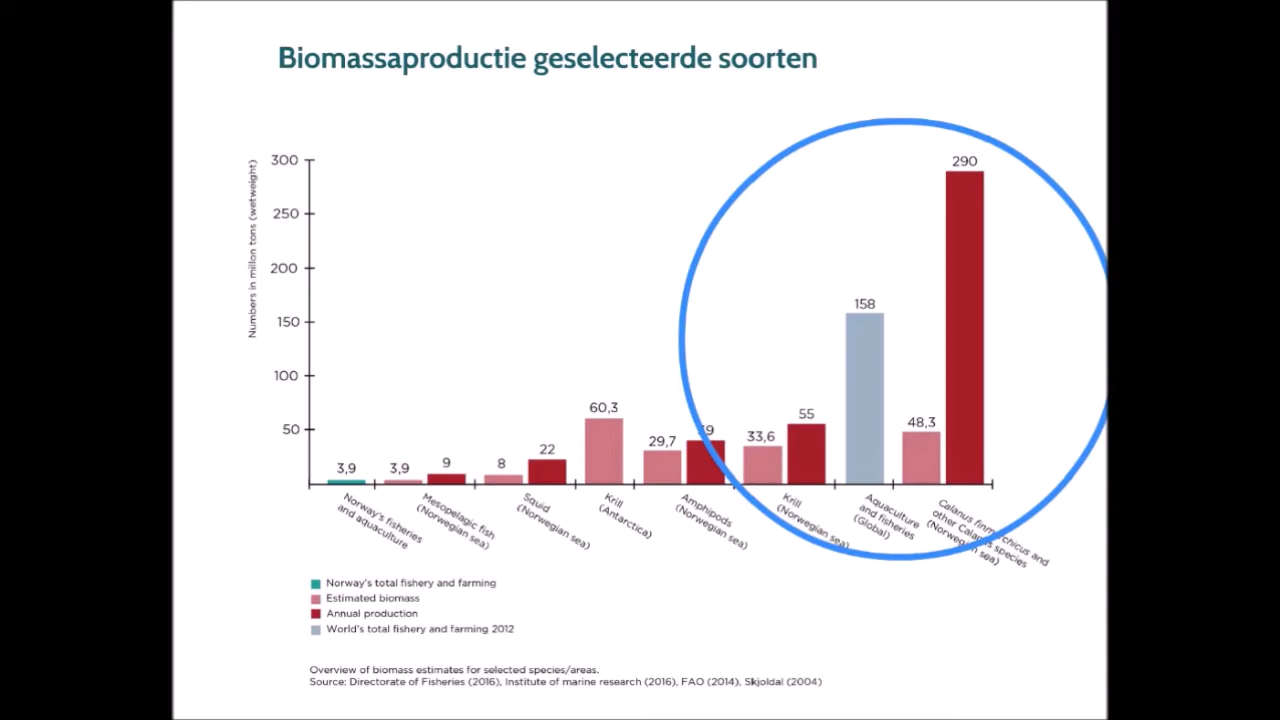 Biomassaproductie geselecteerde soorten
Numbers in millon tons (wetweight)
300
250
200
150
100
50
3,9
3,9
9
8
22
60,3
29,7
39
33,6
55
158
48,3
290
Norway's fisheries
and aquaculture
Mesopelagic fish
(Norwegian sea)
Squid
(Norwegian sea)
Krill
(Antarctica)
Amphipods
(Norwegian sea)
Krill
(Norwegian sea)
Aquaculture
and fisheries
(Global)
Calanus finmarchicus and
other Calanus species
(Norwegian sea)
Norway's total fishery and farming
Estimated biomass
Annual production
World's total fishery and farming 2012
Overview of biomass estimates for selected species/areas.
Source: Directorate of Fisheries (2016), Institute of marine research (2016), FAO (2014), Skjoldal (2004)